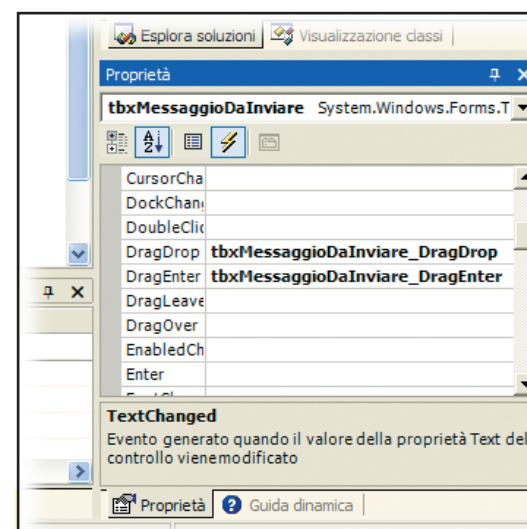 Esplora soluzioni Visualizzazione classi
Proprietà
tbxMessaggioDaInviare System.Windows.Forms.T
CursorCha
DockChan
DoubleClic
DragDrop tbxMessaggioDaInviare_DragDrop
DragEnter tbxMessaggioDaInviare_DragEnter
DragLeave
DragOver
EnabledCh
Enter
TextChanged
Evento generato quando il valore della proprietà Text del
controllo vienemodificato
Proprietà Guida dinamica